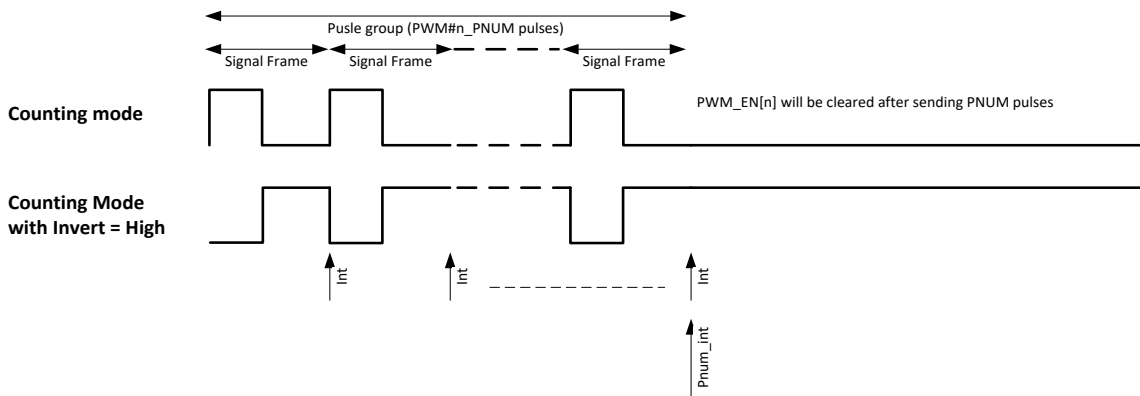 Pusle group (PWM#n_PNUM pulses)
Signal Frame
Signal Frame
Signal Frame
Counting mode
PWM_EN[n] will be cleared after sending PNUM pulses
Counting Mode
with Invert = High
Int
Int
Int
Pnum_int